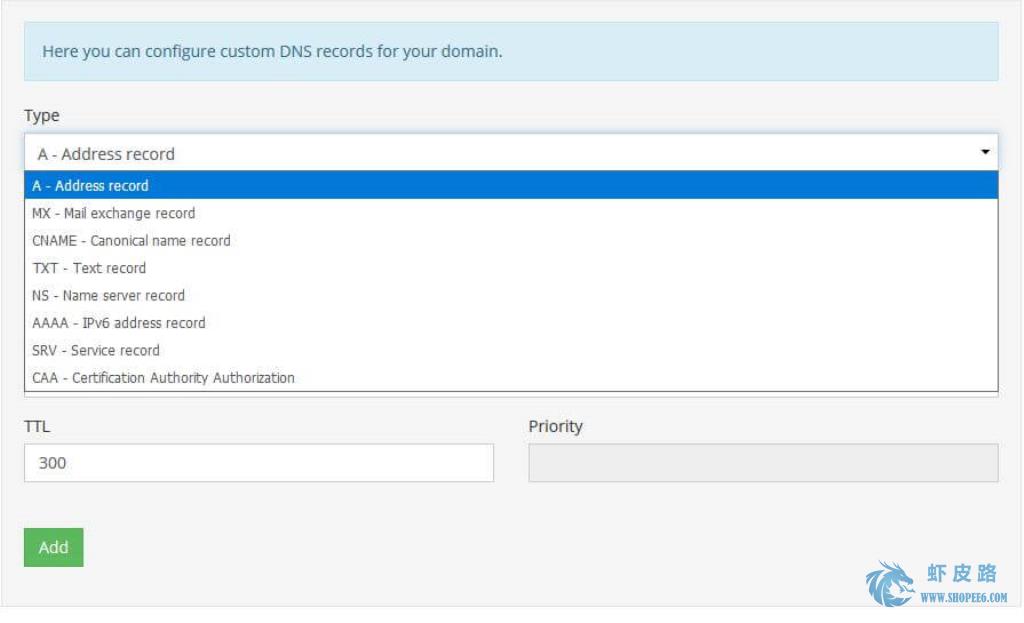 Here you can configure custom DNS records for your domain.
Type
A - Address record
A - Address record
MX - Mail exchange record
CNAME - Canonical name record
TXT - Text record
NS - Name server record
AAAA - IPv6 address record
SRV - Service record
CAA - Certification Authority Authorization
TTL
Priority
300
Add
虾皮路
WWW.SHOPEE6.COM